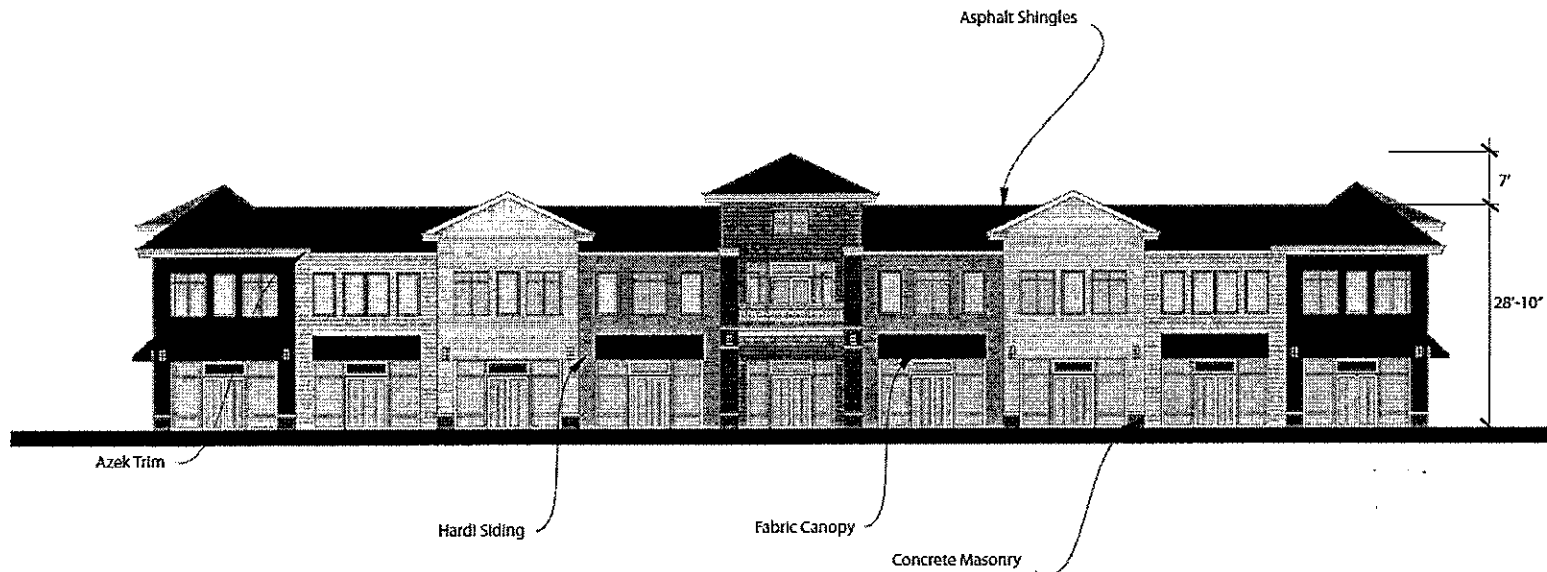 Asphalt Shingles
7'
28'-10"
Azek Trim
Hardi Siding
Fabric Canopy
Concrete Masonry